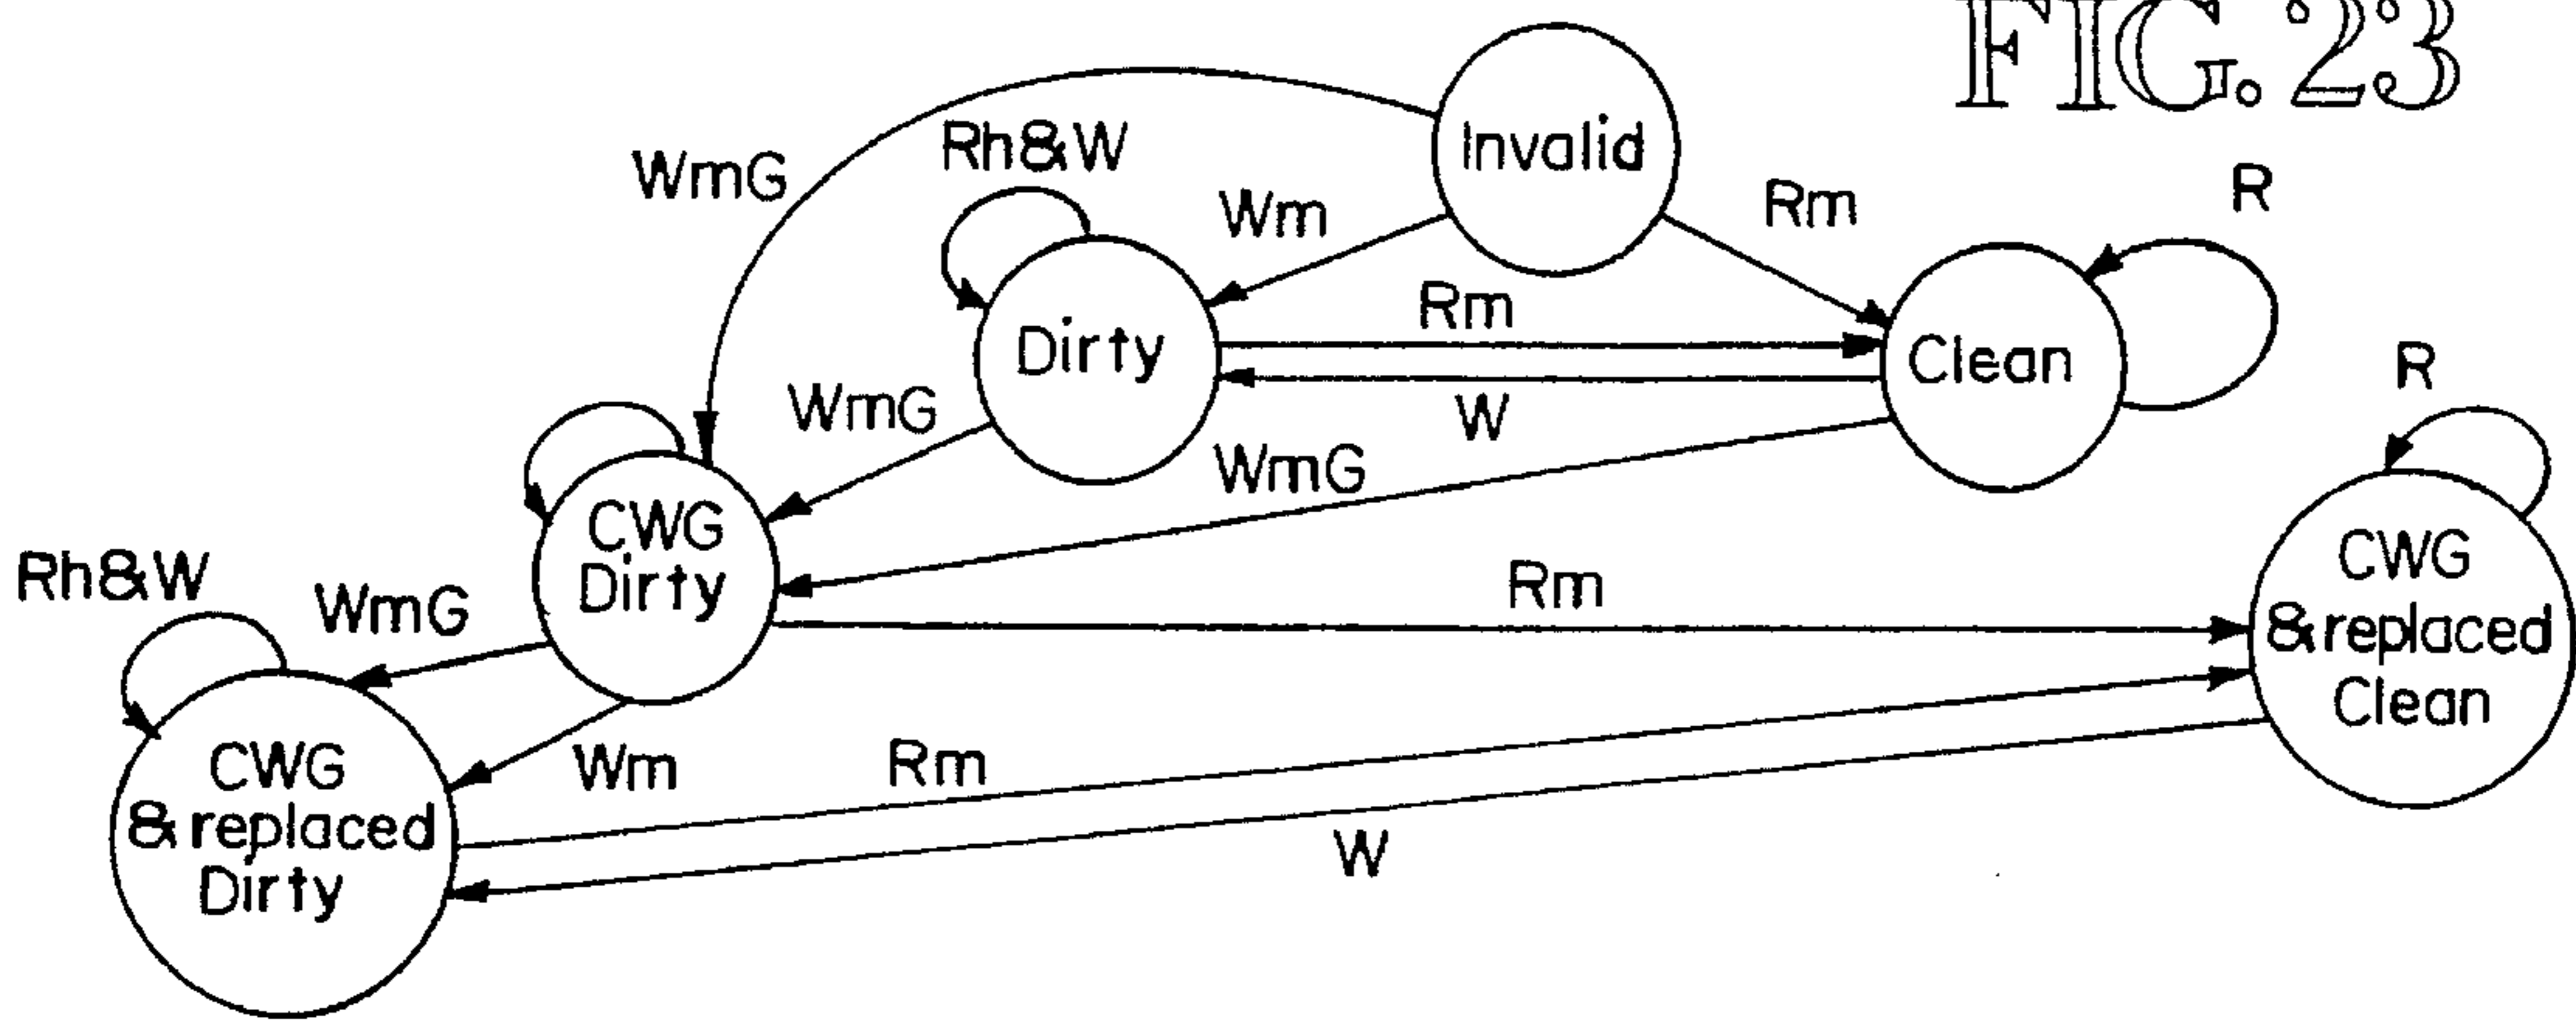 FIG. 23
Invalid
WmG
Rh&W
Wm
Rm
R
Dirty
Rm
W
Clean
WmG
WmG
R
CWG
Dirty
Rh&W
WmG
Rm
CWG
& replaced
Clean
Wm
Rm
W
CWG
& replaced
Dirty